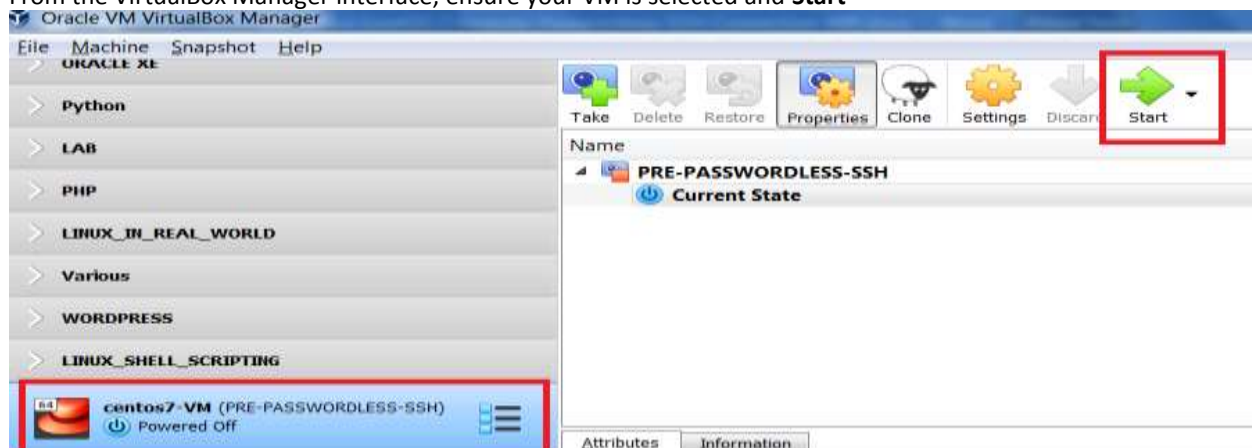 From the VirtualBox Manager interface, ensure your VM is selected and Start
Oracle VM VirtualBox Manager
File Machine Snapshot Help
ORACLE XE
Python
LAB
PHP
LINUX_IN_REAL_WORLD
Various
WORDPRESS
LINUX_SHELL_SCRIPTING
64
centos7-VM (PRE-PASSWORDLESS-SSH)
Powered Off
Take Delete Restore Properties Clone Settings Discard Start
Name
PRE-PASSWORDLESS-SSH
Current State
Attributes Information